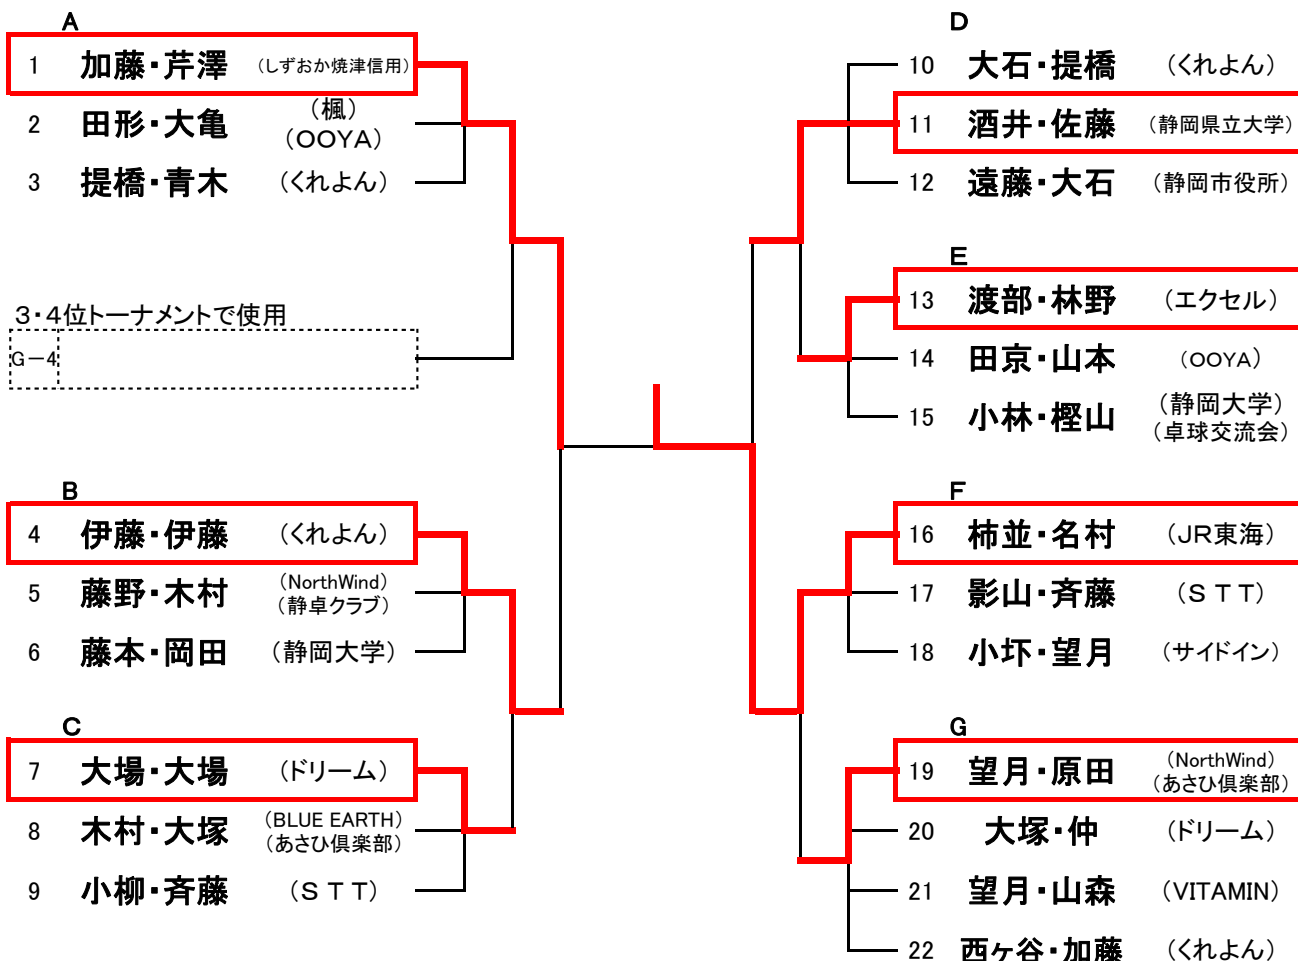 A
1 加藤・芹澤 (しずおか焼津信用)
2 田形・大亀 (楓)
(OOYA)
3 提橋・青木 (くれよん)
3・4位トーナメントで使用
G－4
B
4 伊藤・伊藤 (くれよん)
5 藤野・木村 (NorthWind)
(静卓クラブ)
6 藤本・岡田 (静岡大学)
C
7 大場・大場 (ドリーム)
8 木村・大塚 (BLUE EARTH)
(あさひ倶楽部)
9 小柳・斉藤 (ＳＴＴ)
D
10 大石・提橋 (くれよん)
11 酒井・佐藤 (静岡県立大学)
12 遠藤・大石 (静岡市役所)
E
13 渡部・林野 (エクセル)
14 田京・山本 (OOYA)
15 小林・樫山 (静岡大学)
(卓球交流会)
F
16 柿並・名村 (JR東海)
17 影山・斉藤 (ＳＴＴ)
18 小圷・望月 (サイドイン)
G
19 望月・原田 (NorthWind)
(あさひ倶楽部)
20 大塚・仲 (ドリーム)
21 望月・山森 (VITAMIN)
22 西ヶ谷・加藤 (くれよん)